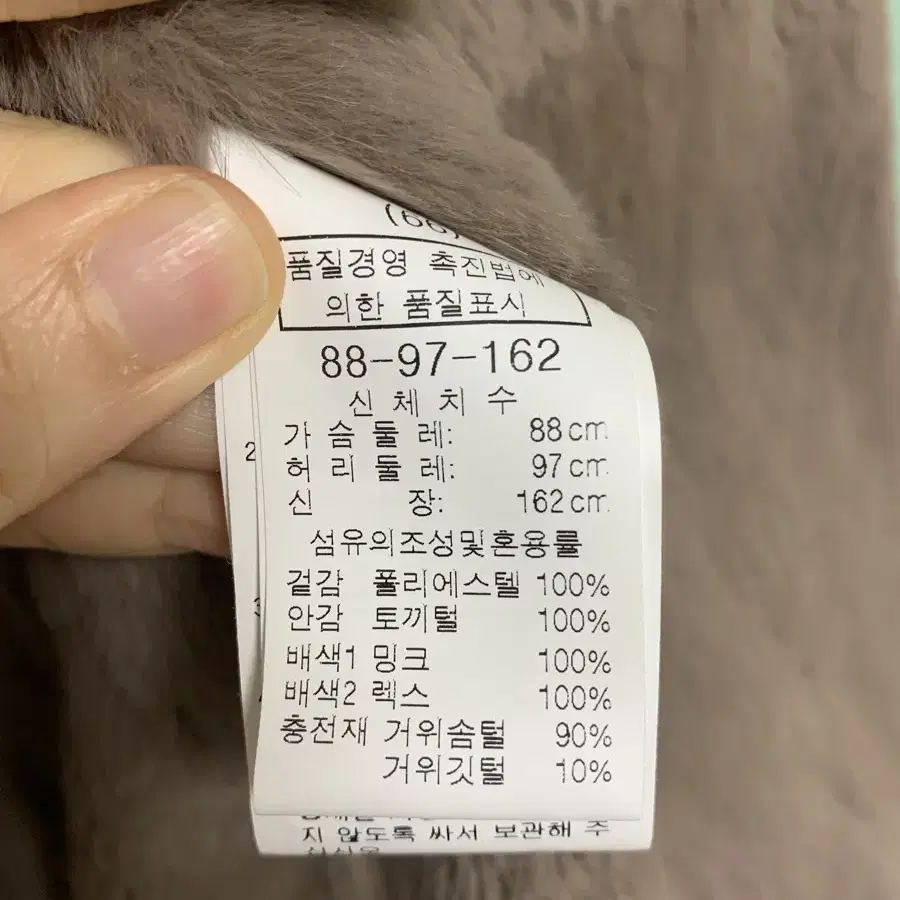 (66)
품질경영 촉진법에
의한 품질표시
88-97-162
신체치수
가슴둘레: 88cm
허리둘레: 97cm
신 장: 162cm
섬유의조성및혼용률
겉감 폴리에스텔 100%
안감 토끼털 100%
배색1 밍크 100%
배색2 렉스 100%
충전재 거위솜털 90%
거위깃털 10%
지 않도록 싸서 보관해 주
2
3